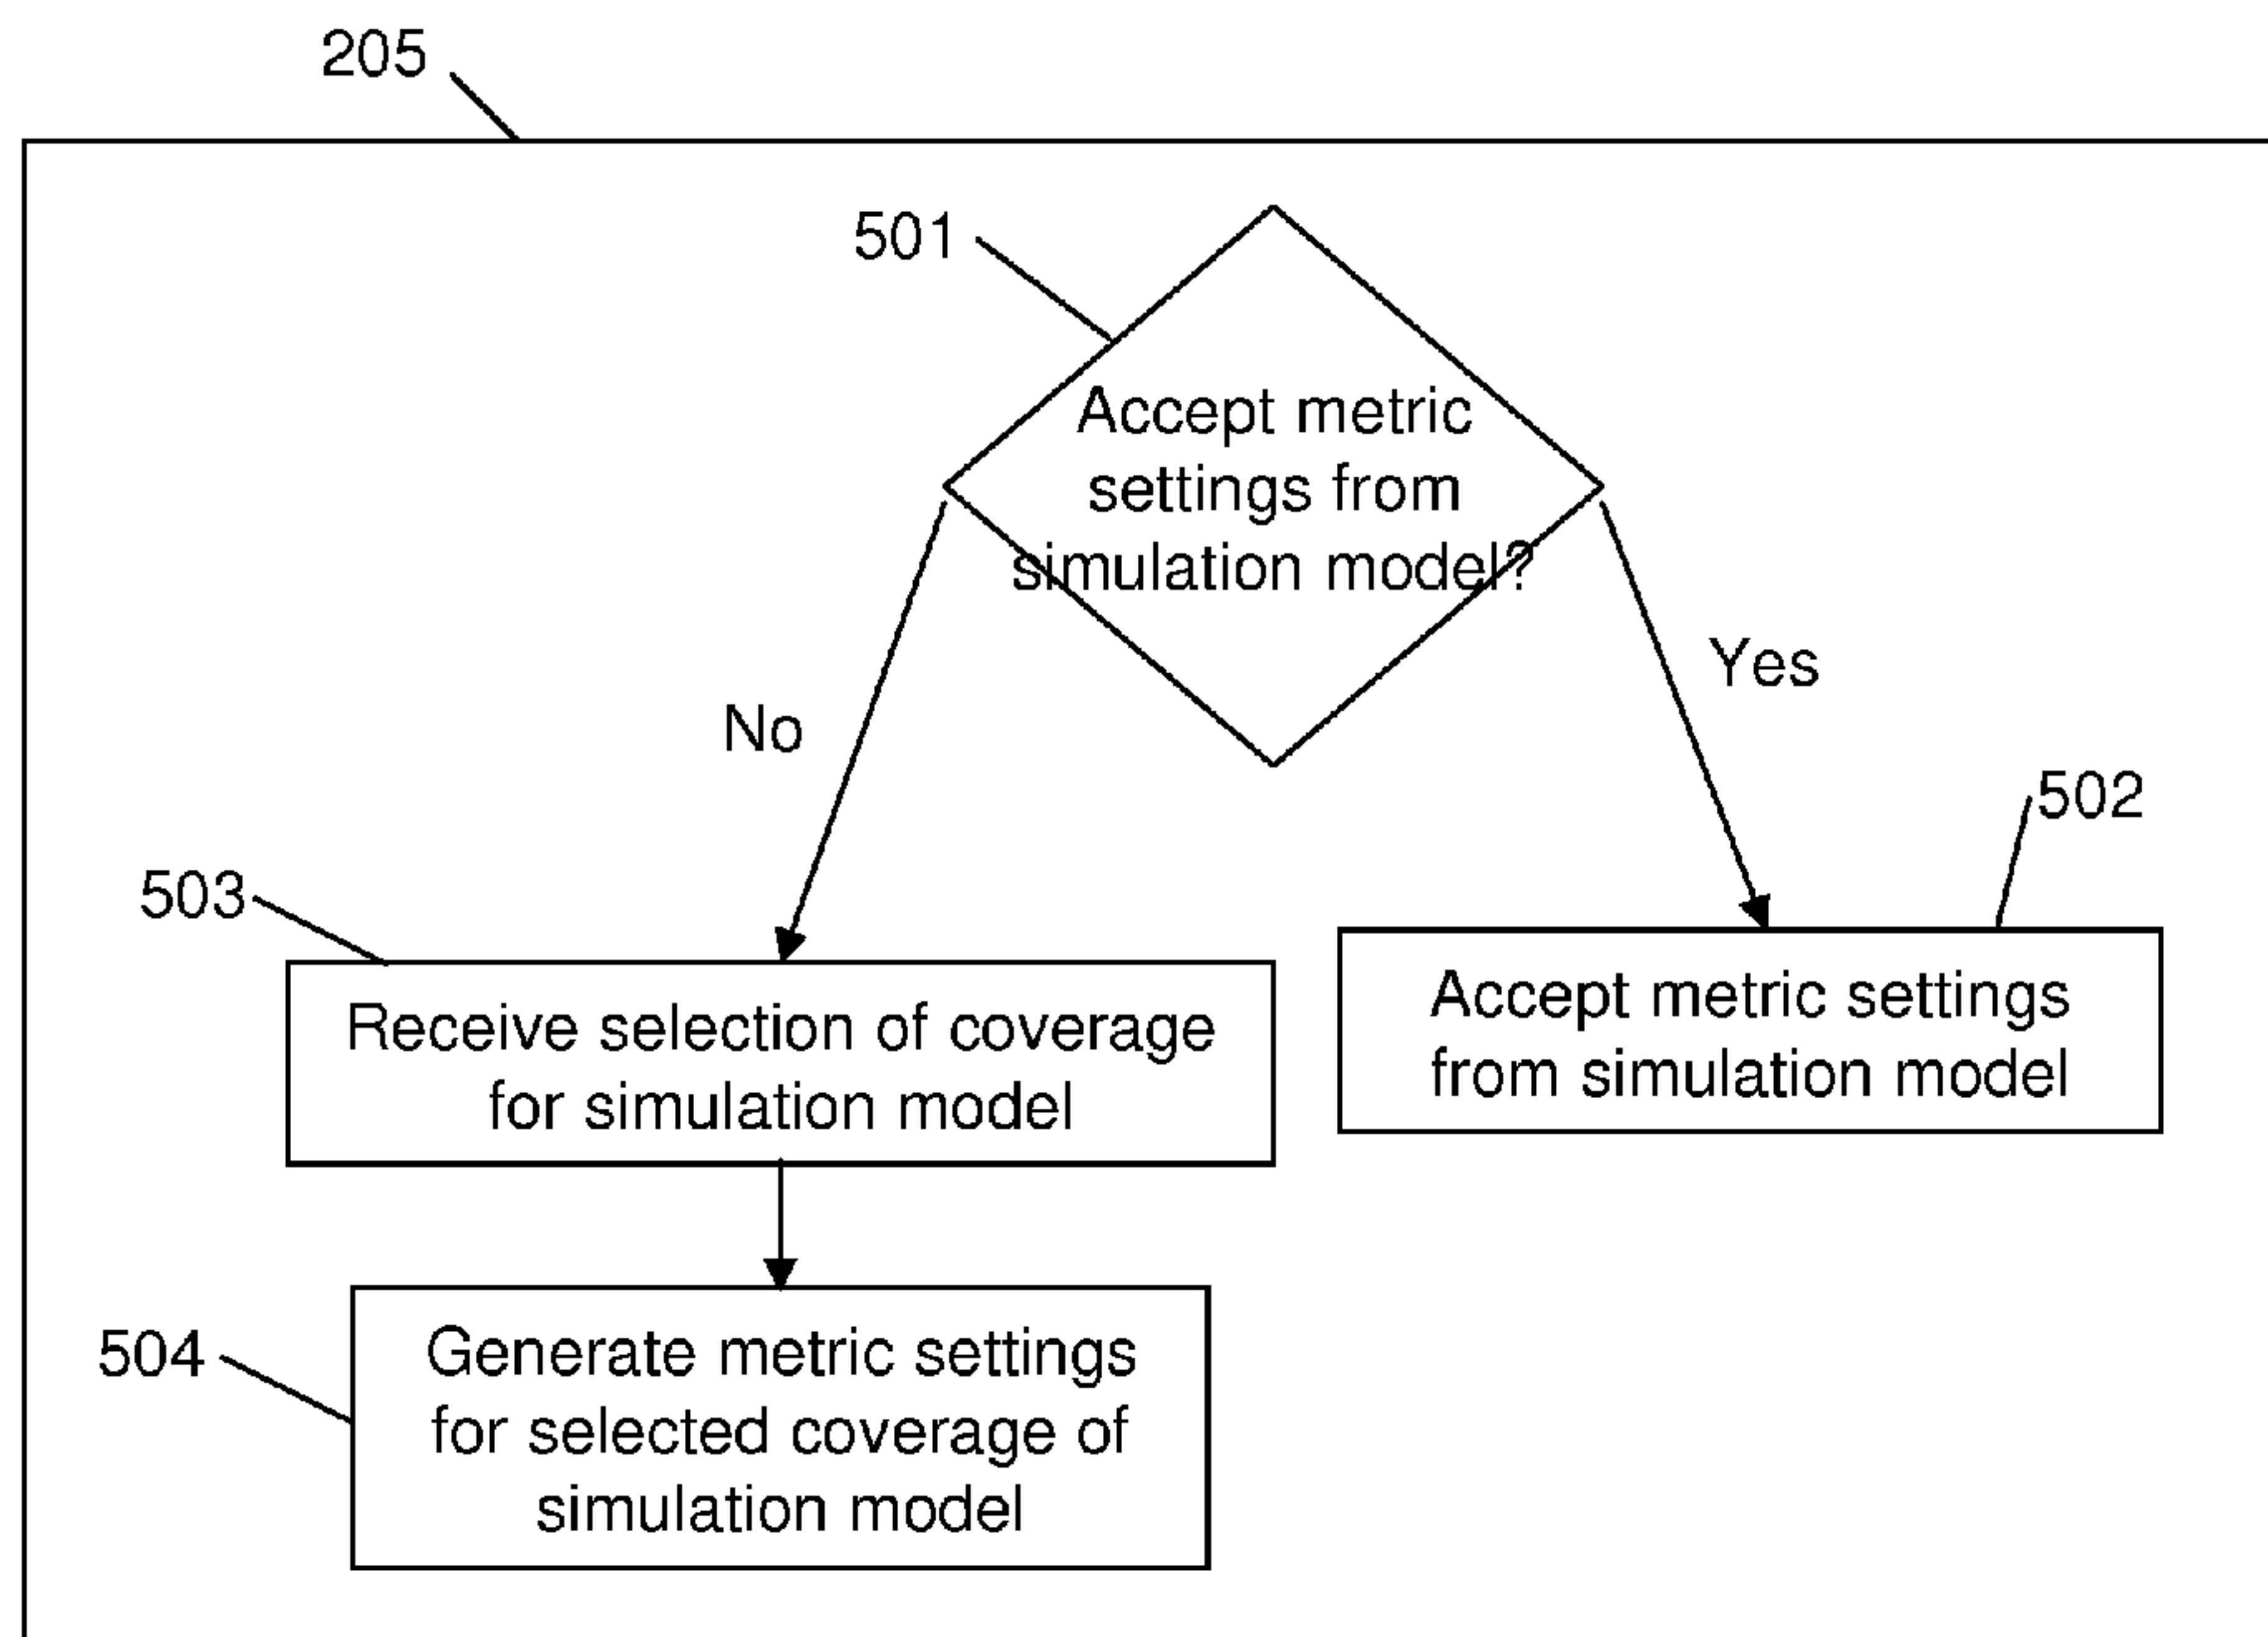 205
501
Accept metric
settings from
simulation model?
Yes
No
502
503
Accept metric settings
from simulation model
Receive selection of coverage
for simulation model
504
Generate metric settings
for selected coverage of
simulation model